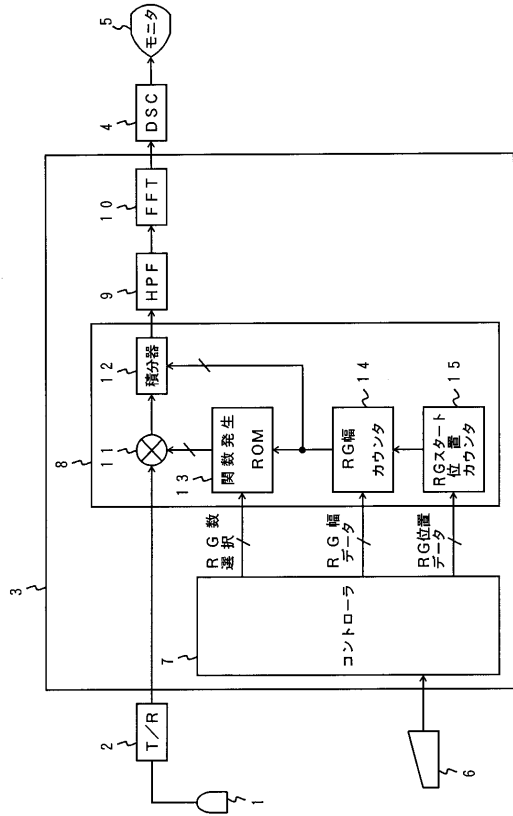 3
8
1
2
T/R
11
12
積分器
9
HPF
10
FFT
4
DSC
5
モニタ
13
関数発生
ROM
14
RG幅
カウンタ
15
RGスタート
位置
カウンタ
RG数
選択
RG幅
データ
RG位置
データ
7
コントローラ
6